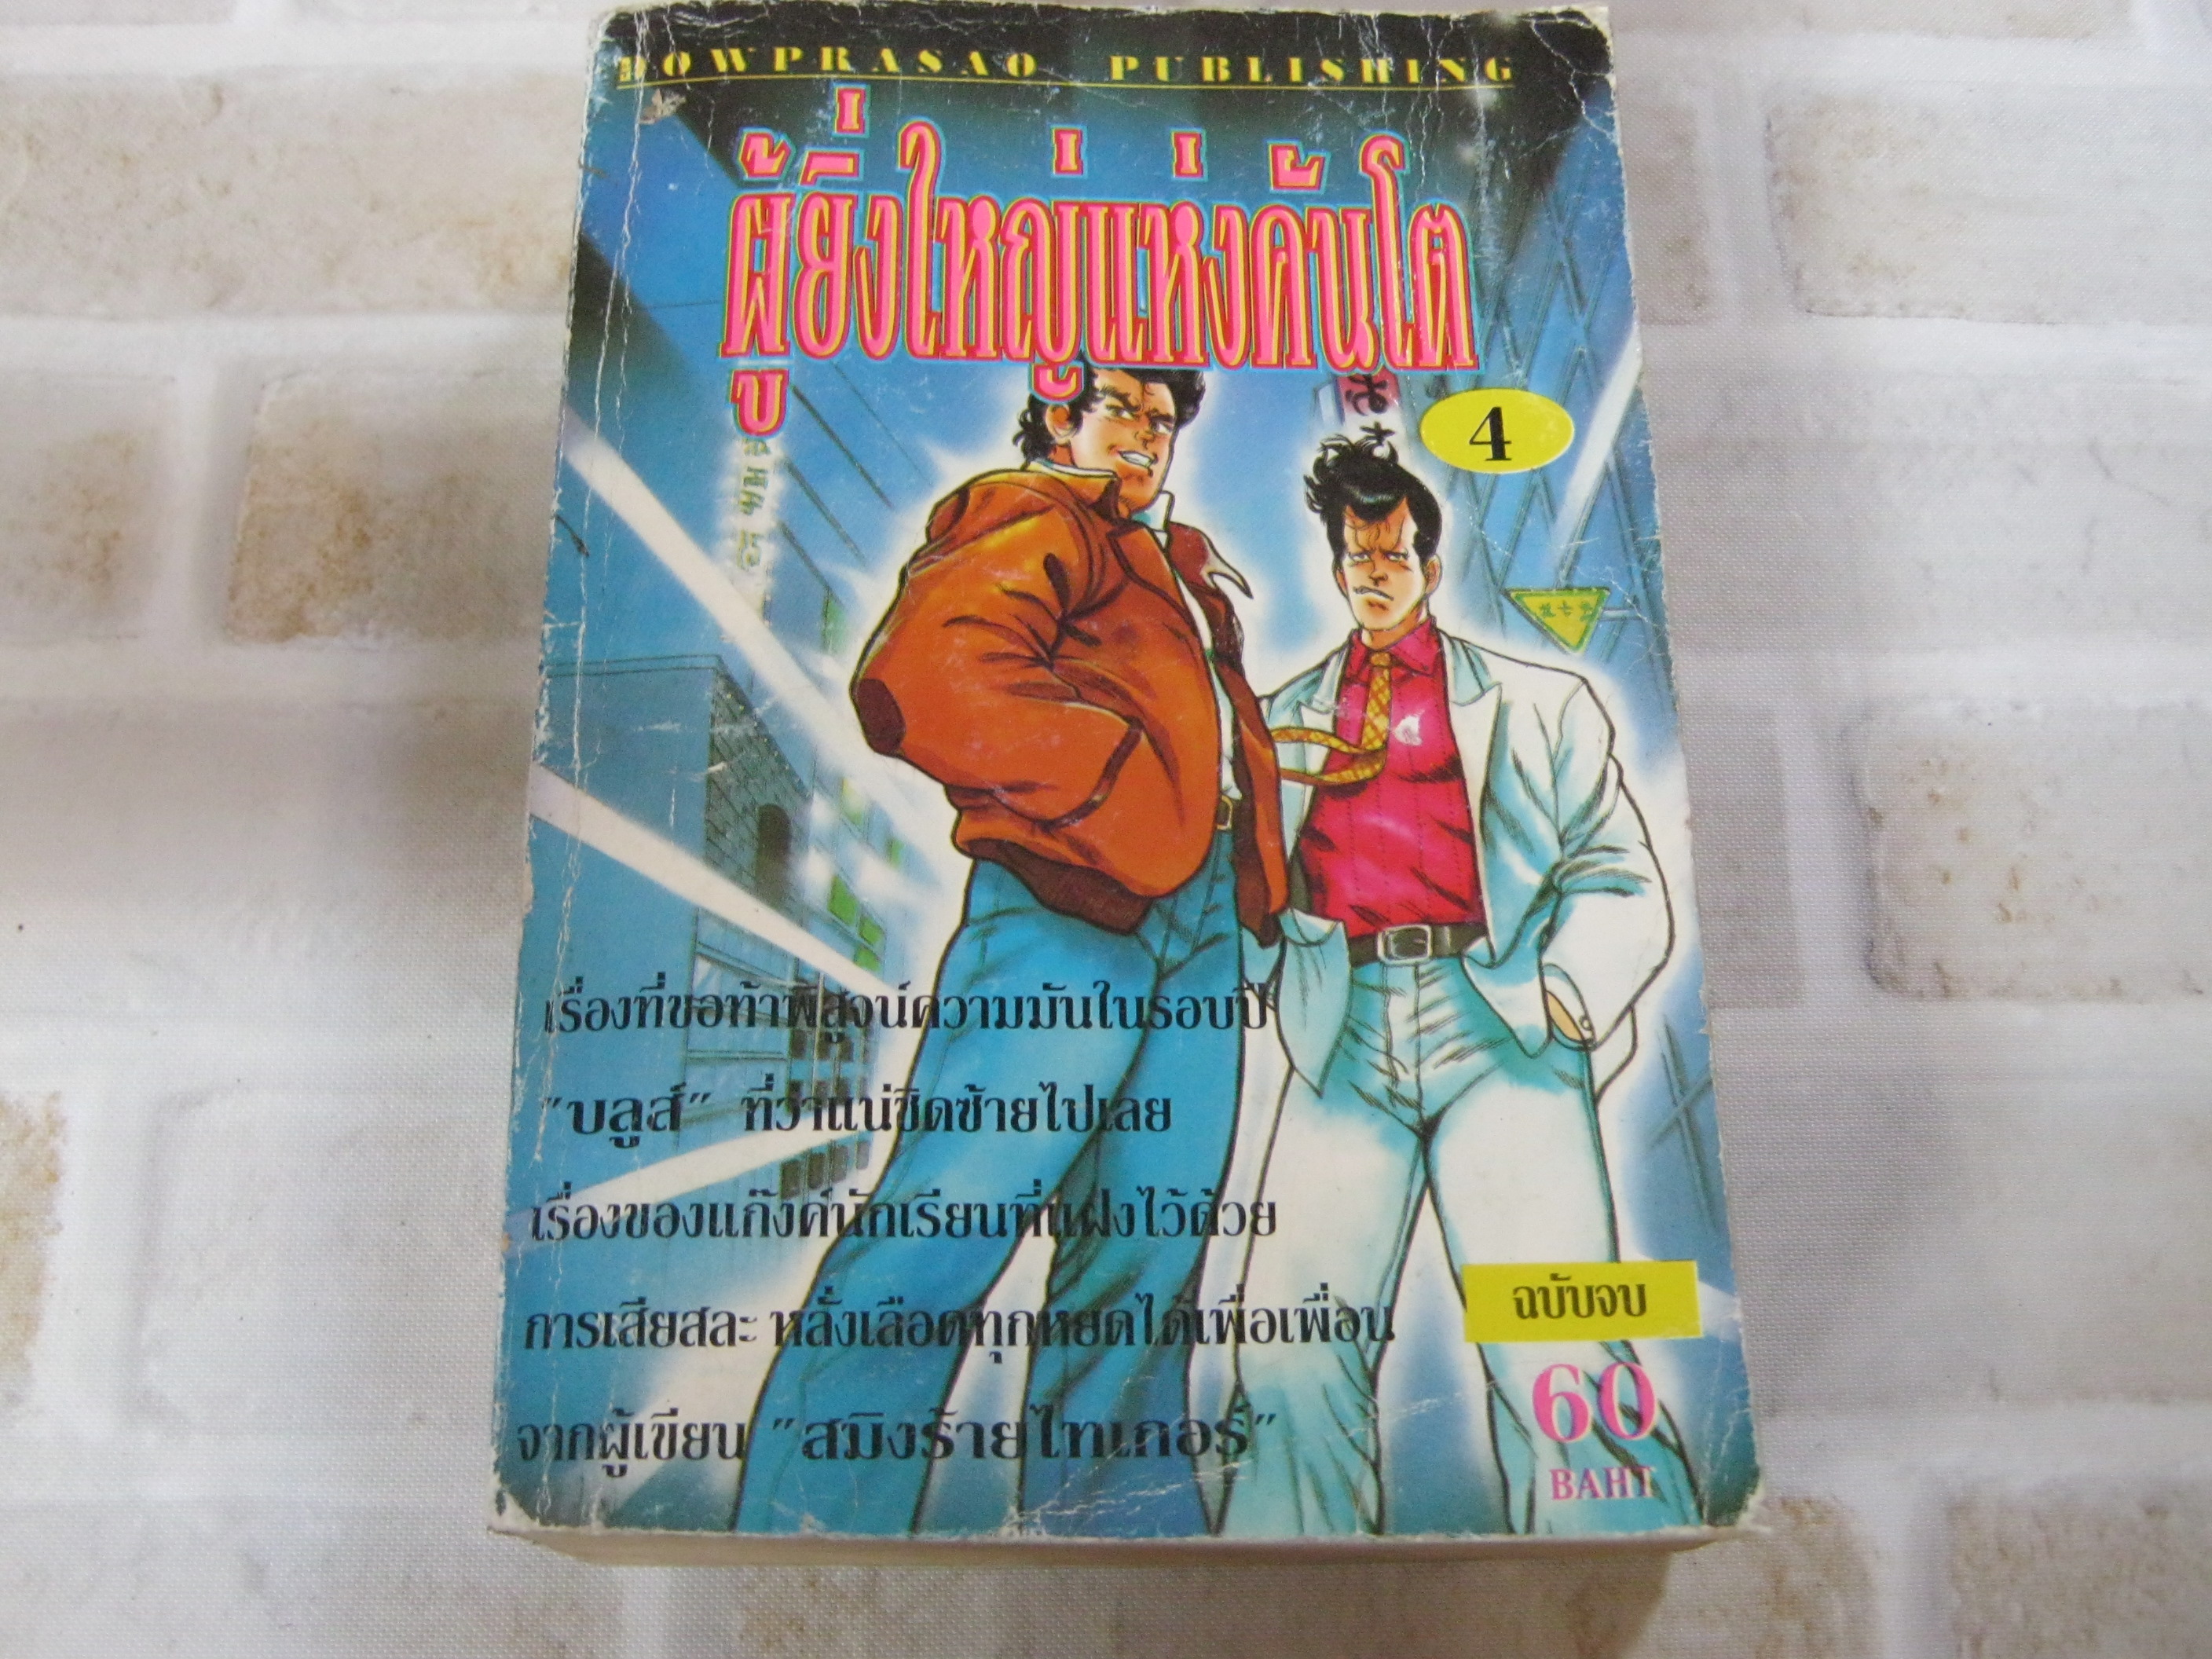 DOWPRASAO PUBLISHING
ผู้ยิ่งใหญ่แห่งคันโต
4
เรื่องที่ขอท้าพิสูจน์ความมันในรอบปี
"บลูส์" ที่ว่าแน่ชิดซ้ายไปเลย
เรื่องของแก๊งค์นักเรียนที่แฝงไว้ด้วย
การเสียสละ หลั่งเลือดทุกหยดได้เพื่อเพื่อน
จากผู้เขียน "สมิงร้ายไทเกอร์"
ฉบับจบ
60
BAHT